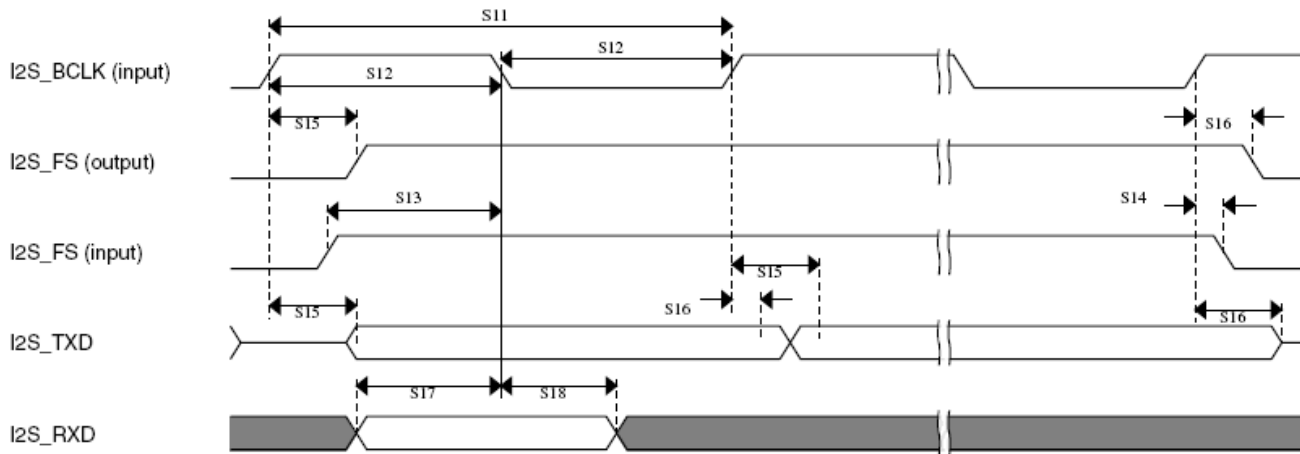 S11
I2S_BCLK (input)
S12
S12
S15
S16
I2S_FS (output)
S13
S14
I2S_FS (input)
S15
S15
S16
S16
I2S_TXD
S17
S18
I2S_RXD